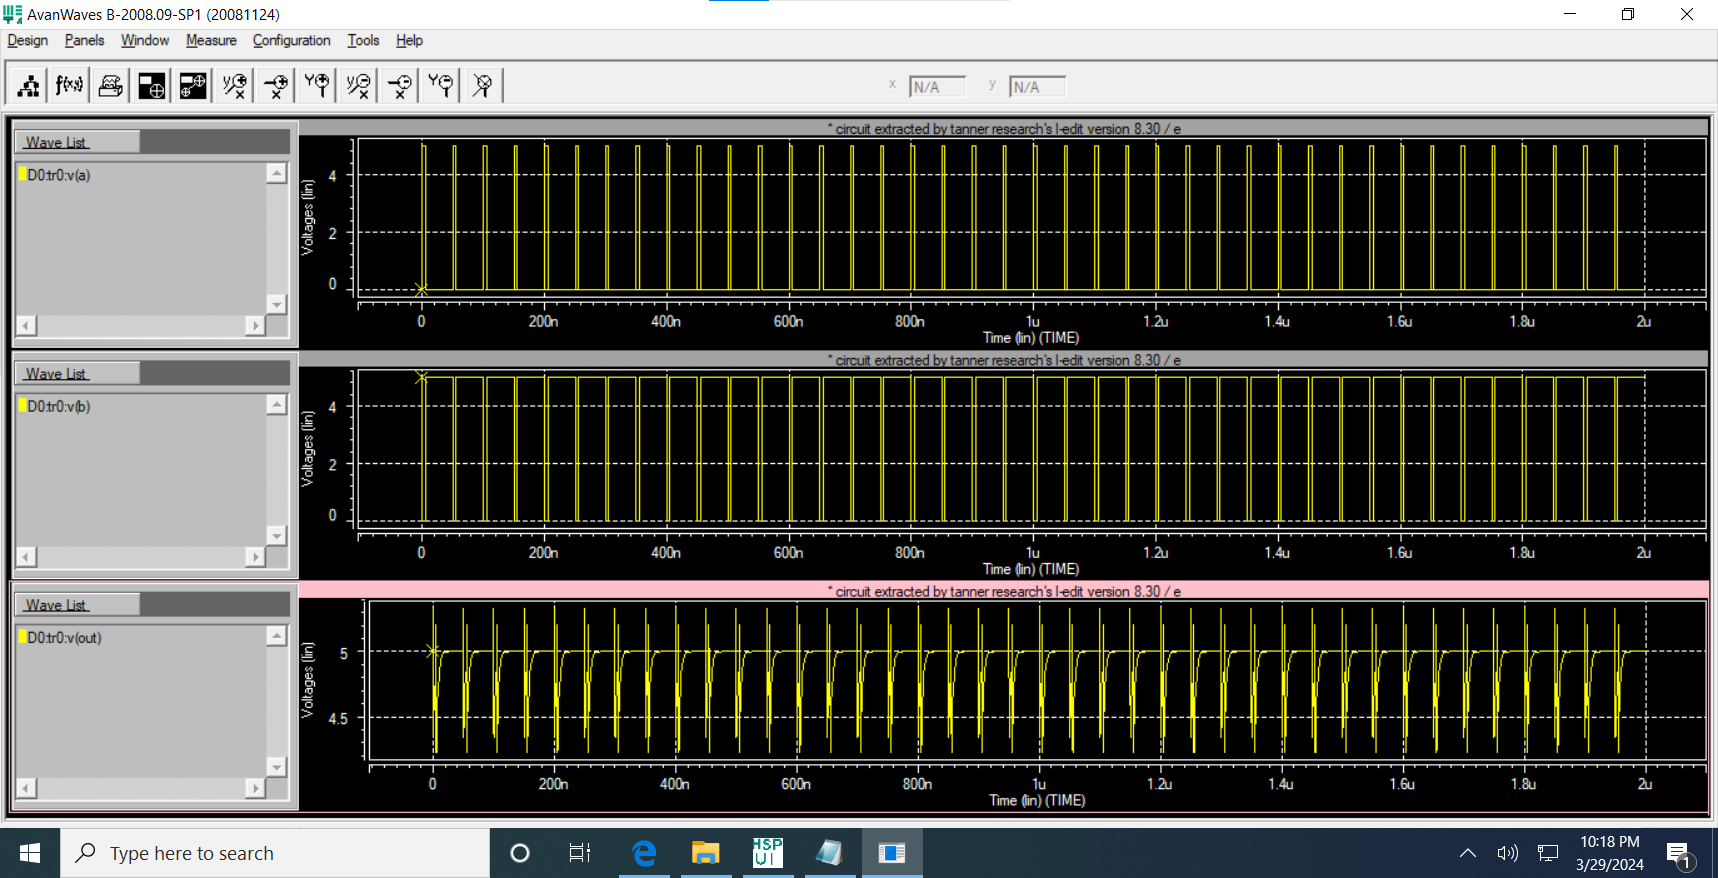 AvanWaves B-2008.09-SP1 (20081124)
Design Panels Window Measure Configuration Tools Help
f(x,y) x N/A y N/A
* circuit extracted by tanner research's l-edit version 8.30 / e
Wave List
D0:tr0:v(a)
Voltages (lin)
4
2
0
0 200n 400n 600n 800n 1u 1.2u 1.4u 1.6u 1.8u 2u
Time (lin) (TIME)
* circuit extracted by tanner research's l-edit version 8.30 / e
Wave List
D0:tr0:v(b)
Voltages (lin)
4
2
0
0 200n 400n 600n 800n 1u 1.2u 1.4u 1.6u 1.8u 2u
Time (lin) (TIME)
* circuit extracted by tanner research's l-edit version 8.30 / e
Wave List
D0:tr0:v(out)
Voltages (lin)
5
4.5
0 200n 400n 600n 800n 1u 1.2u 1.4u 1.6u 1.8u 2u
Time (lin) (TIME)
Type here to search
HSP
UI
10:18 PM
3/29/2024
1